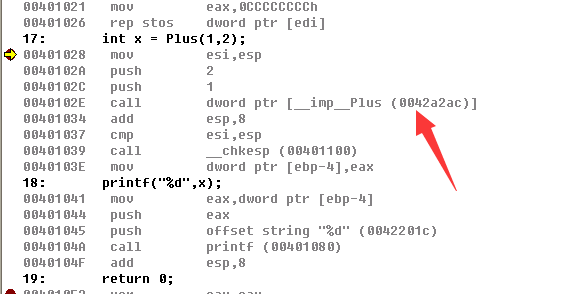 00401021 mov eax,0CCCCCCCCh
00401026 rep stos dword ptr [edi]
17: int x = Plus(1,2);
00401028 mov esi,esp
0040102A push 2
0040102C push 1
0040102E call dword ptr [__imp__Plus (0042a2ac)]
00401034 add esp,8
00401037 cmp esi,esp
00401039 call __chkesp (00401100)
0040103E mov dword ptr [ebp-4],eax
18: printf("%d",x);
00401041 mov eax,dword ptr [ebp-4]
00401044 push eax
00401045 push offset string "%d" (0042201c)
0040104A call printf (00401080)
0040104F add esp,8
19: return 0;